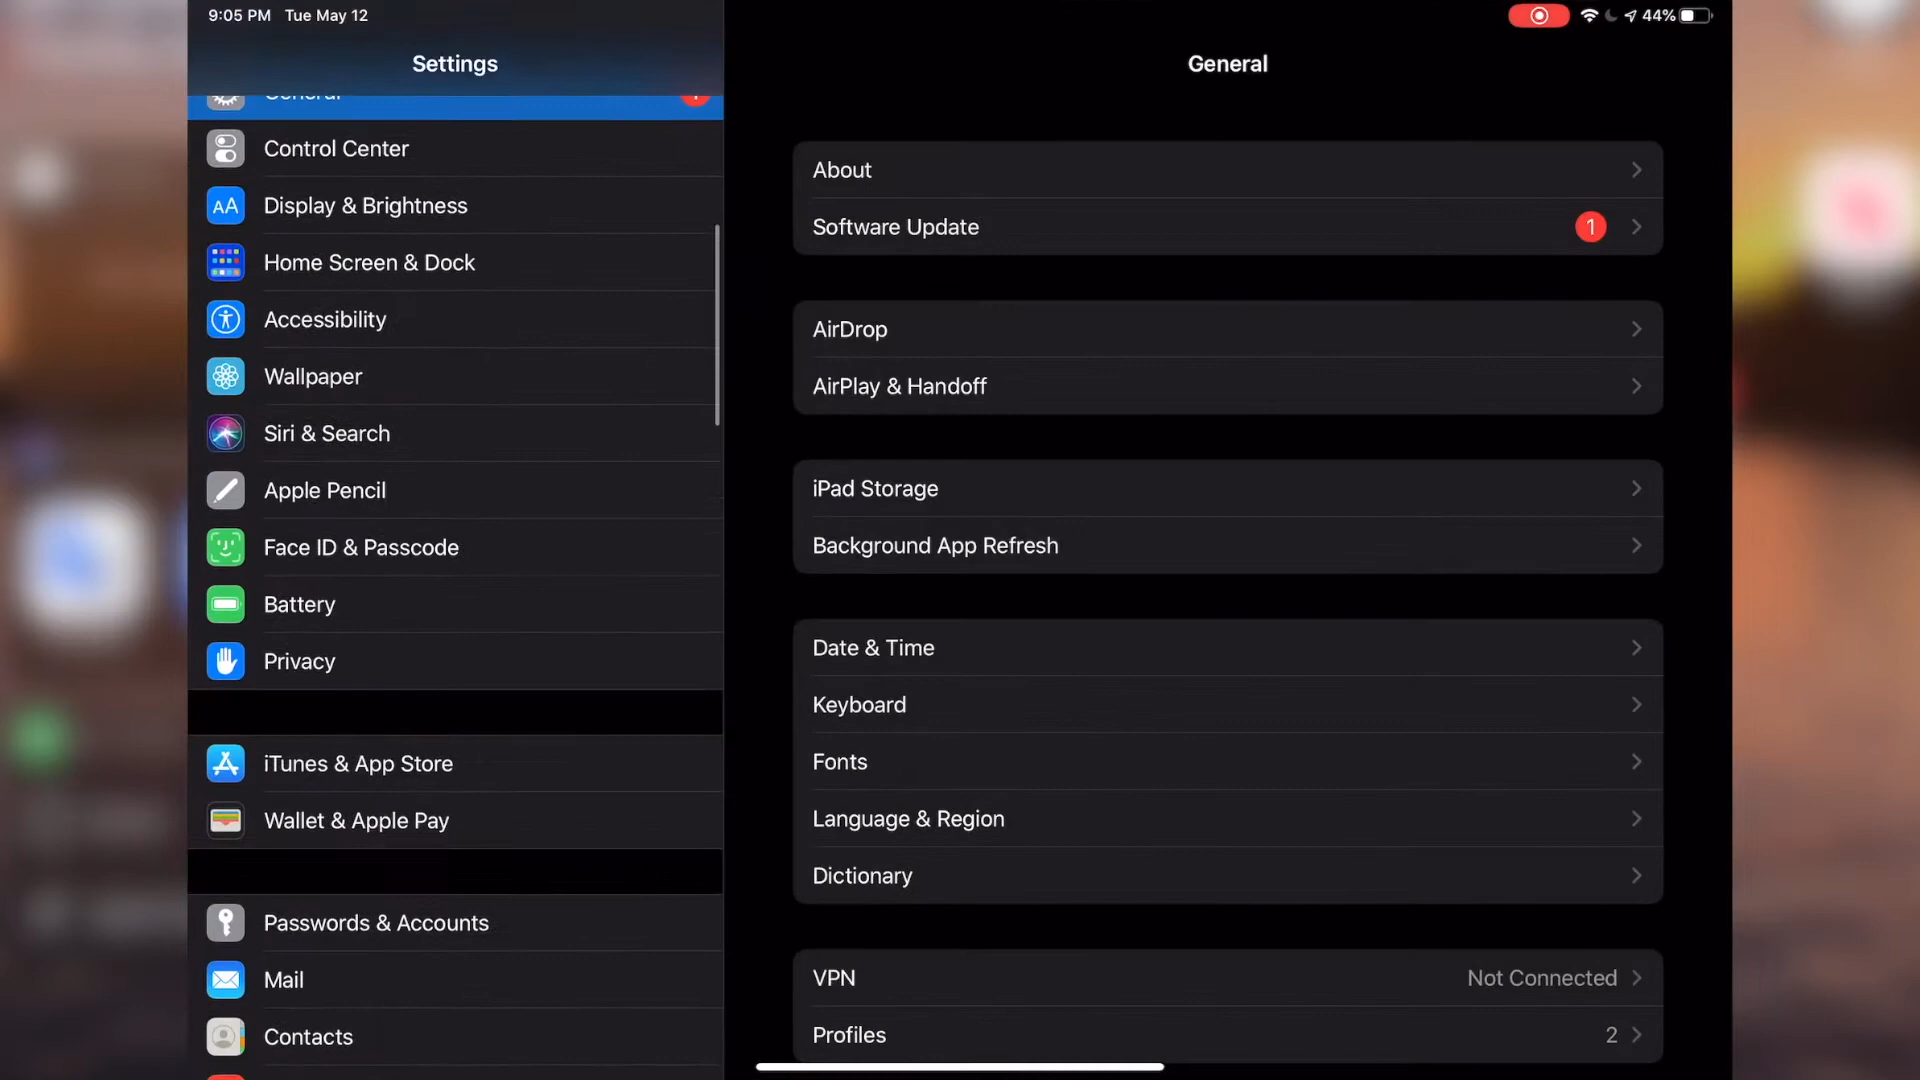 9:05 PM Tue May 12
44%
Settings
General
General
1
Control Center
AA
Display & Brightness
Home Screen & Dock
Accessibility
Wallpaper
Siri & Search
Apple Pencil
Face ID & Passcode
Battery
Privacy
iTunes & App Store
Wallet & Apple Pay
Passwords & Accounts
Mail
Contacts
About
Software Update 1
AirDrop
AirPlay & Handoff
iPad Storage
Background App Refresh
Date & Time
Keyboard
Fonts
Language & Region
Dictionary
VPN Not Connected
Profiles 2